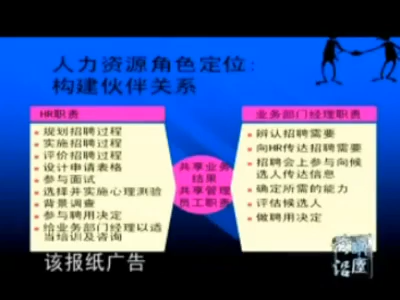 人力资源角色定位:
构建伙伴关系
HR职责
规划招聘过程
实施招聘过程
评价招聘过程
设计申请表格
参与面试
选择并实施心理测验
背景调查
参与聘用决定
给业务部门经理以适
当培训及咨询
共享业务
结果
共享管理
员工职责
业务部门经理职责
辨认招聘需要
向HR传达招聘需要
招聘会上参与向候
选人传达信息
确定所需的能力
评估候选人
做聘用决定
该报纸广告